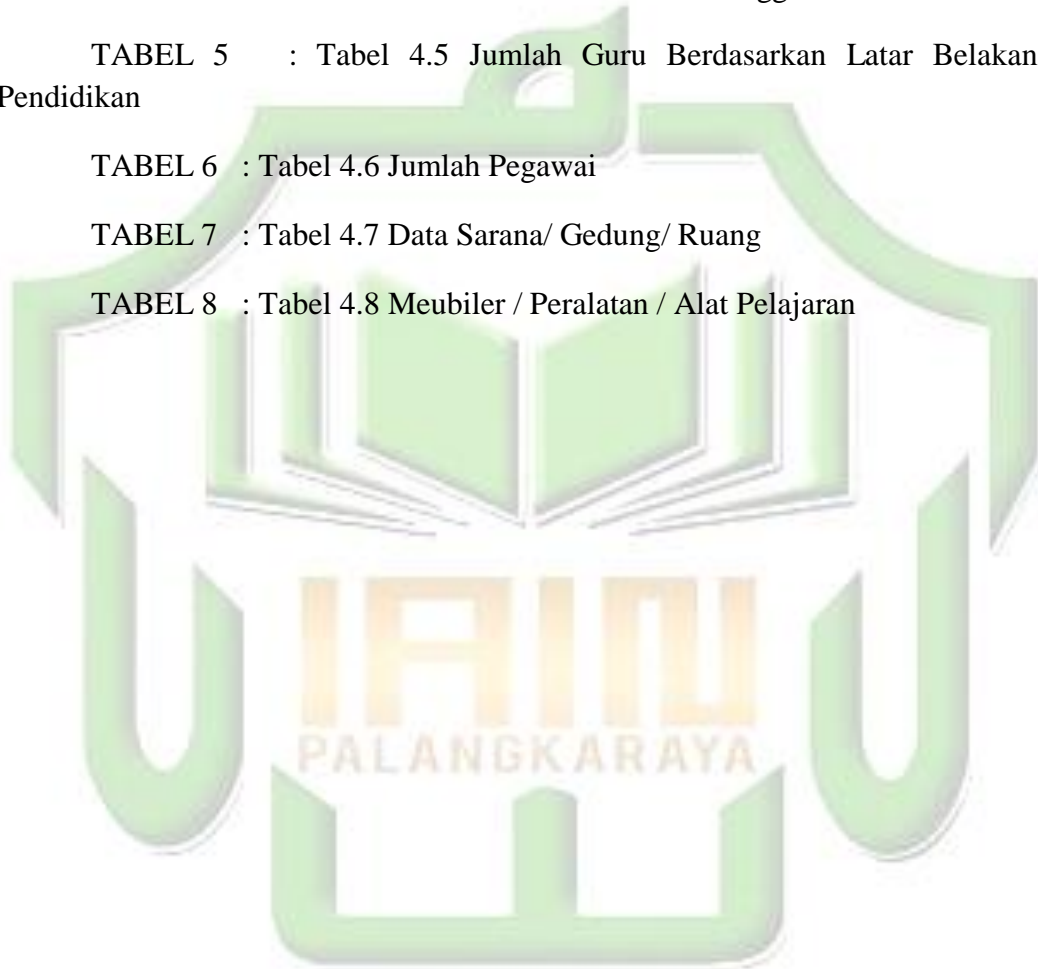 TABEL 5 : Tabel 4.5 Jumlah Guru Berdasarkan Latar Belakan
Pendidikan
TABEL 6 : Tabel 4.6 Jumlah Pegawai
TABEL 7 : Tabel 4.7 Data Sarana/ Gedung/ Ruang
TABEL 8 : Tabel 4.8 Meubiler / Peralatan / Alat Pelajaran
IAIN
PALANGKARAYA